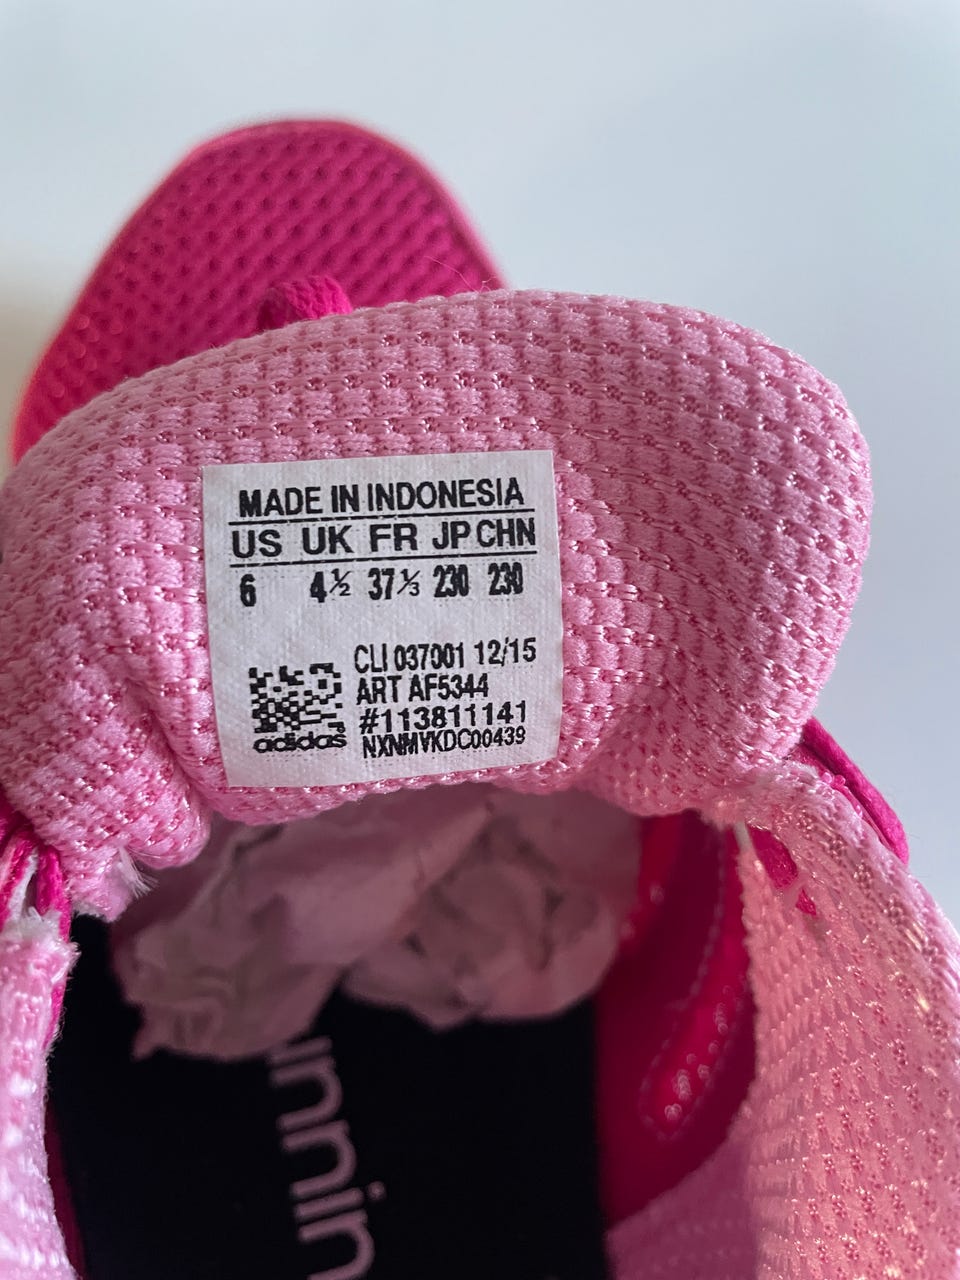 MADE IN INDONESIA
US UK FR JP CHN
6 4½ 37⅓ 230 230
CLI 037001 12/15
ART AF5344
#113811141
adidas NXNMVKDC00439
unnin